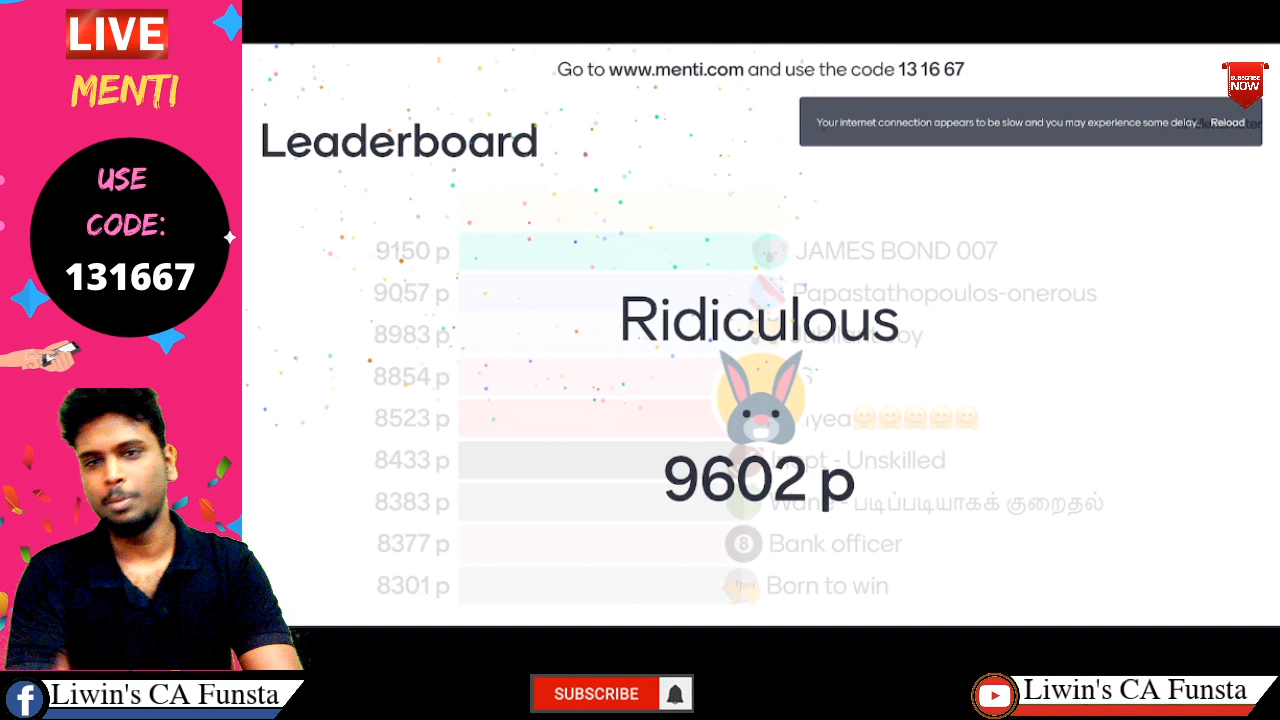 LIVE
MENTI
USE
CODE:
131667
Go to www.menti.com and use the code 13 16 67
SUBSCRIBE
NOW
Your internet connection appears to be slow and you may experience some delay. Reload
Leaderboard
9150 p JAMES BOND 007
9057 p Papastathopoulos-onerous
Ridiculous
8983 p
8854 p
8523 p
9602 p
8433 p Inept - Unskilled
8383 p Wane - படிப்படியாகக் குறைதல்
8377 p 8 Bank officer
8301 p Born to win
Liwin's CA Funsta
SUBSCRIBE
Liwin's CA Funsta